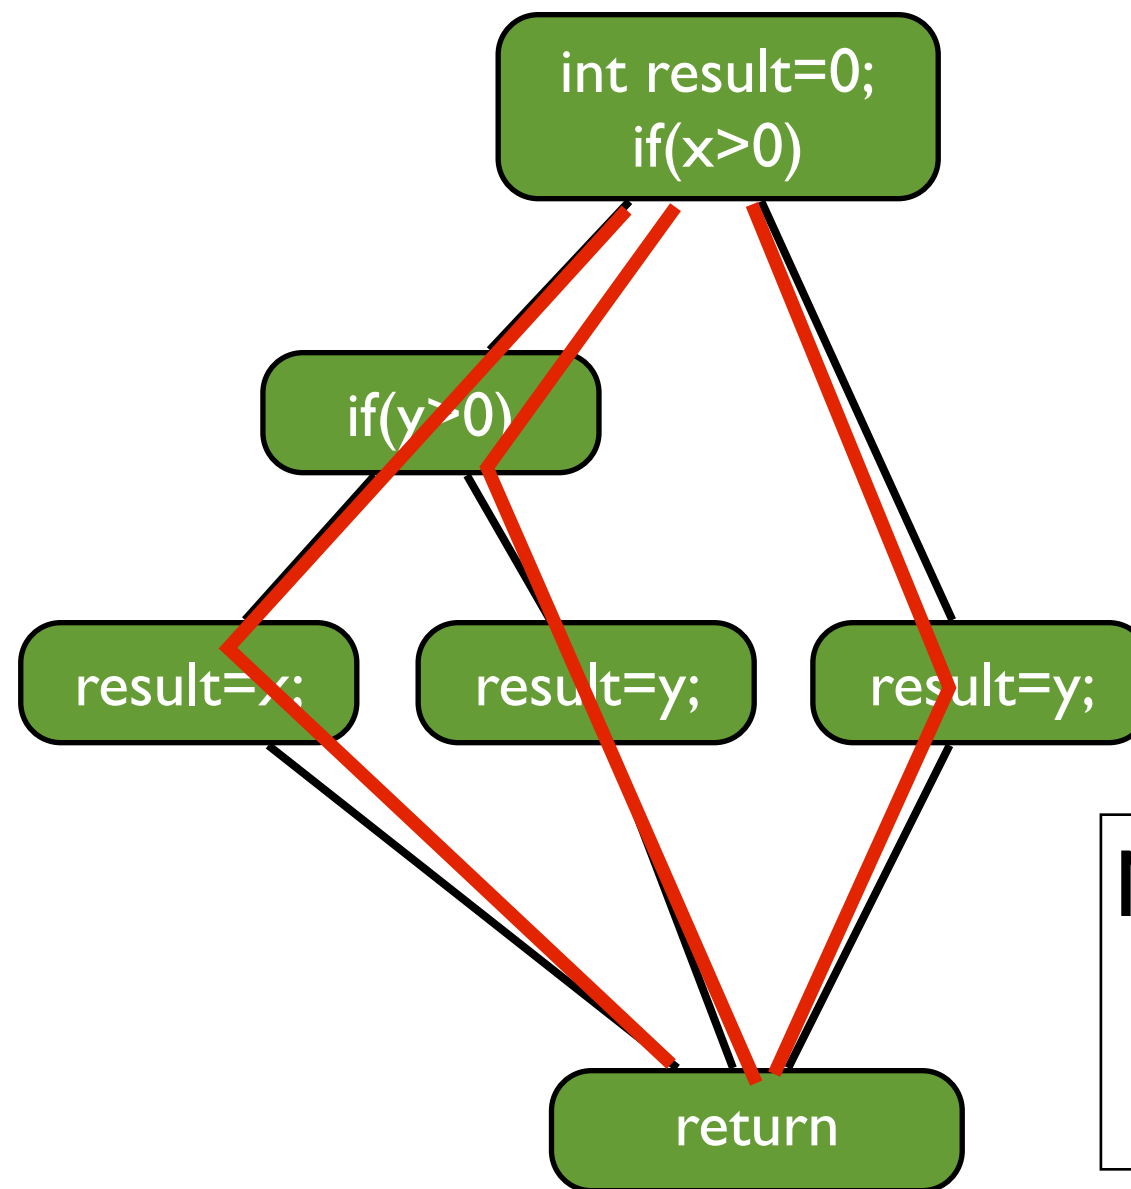 int result=0;
if(x>0)
if(y>0)
result=x;
result=y;
result=y;
return